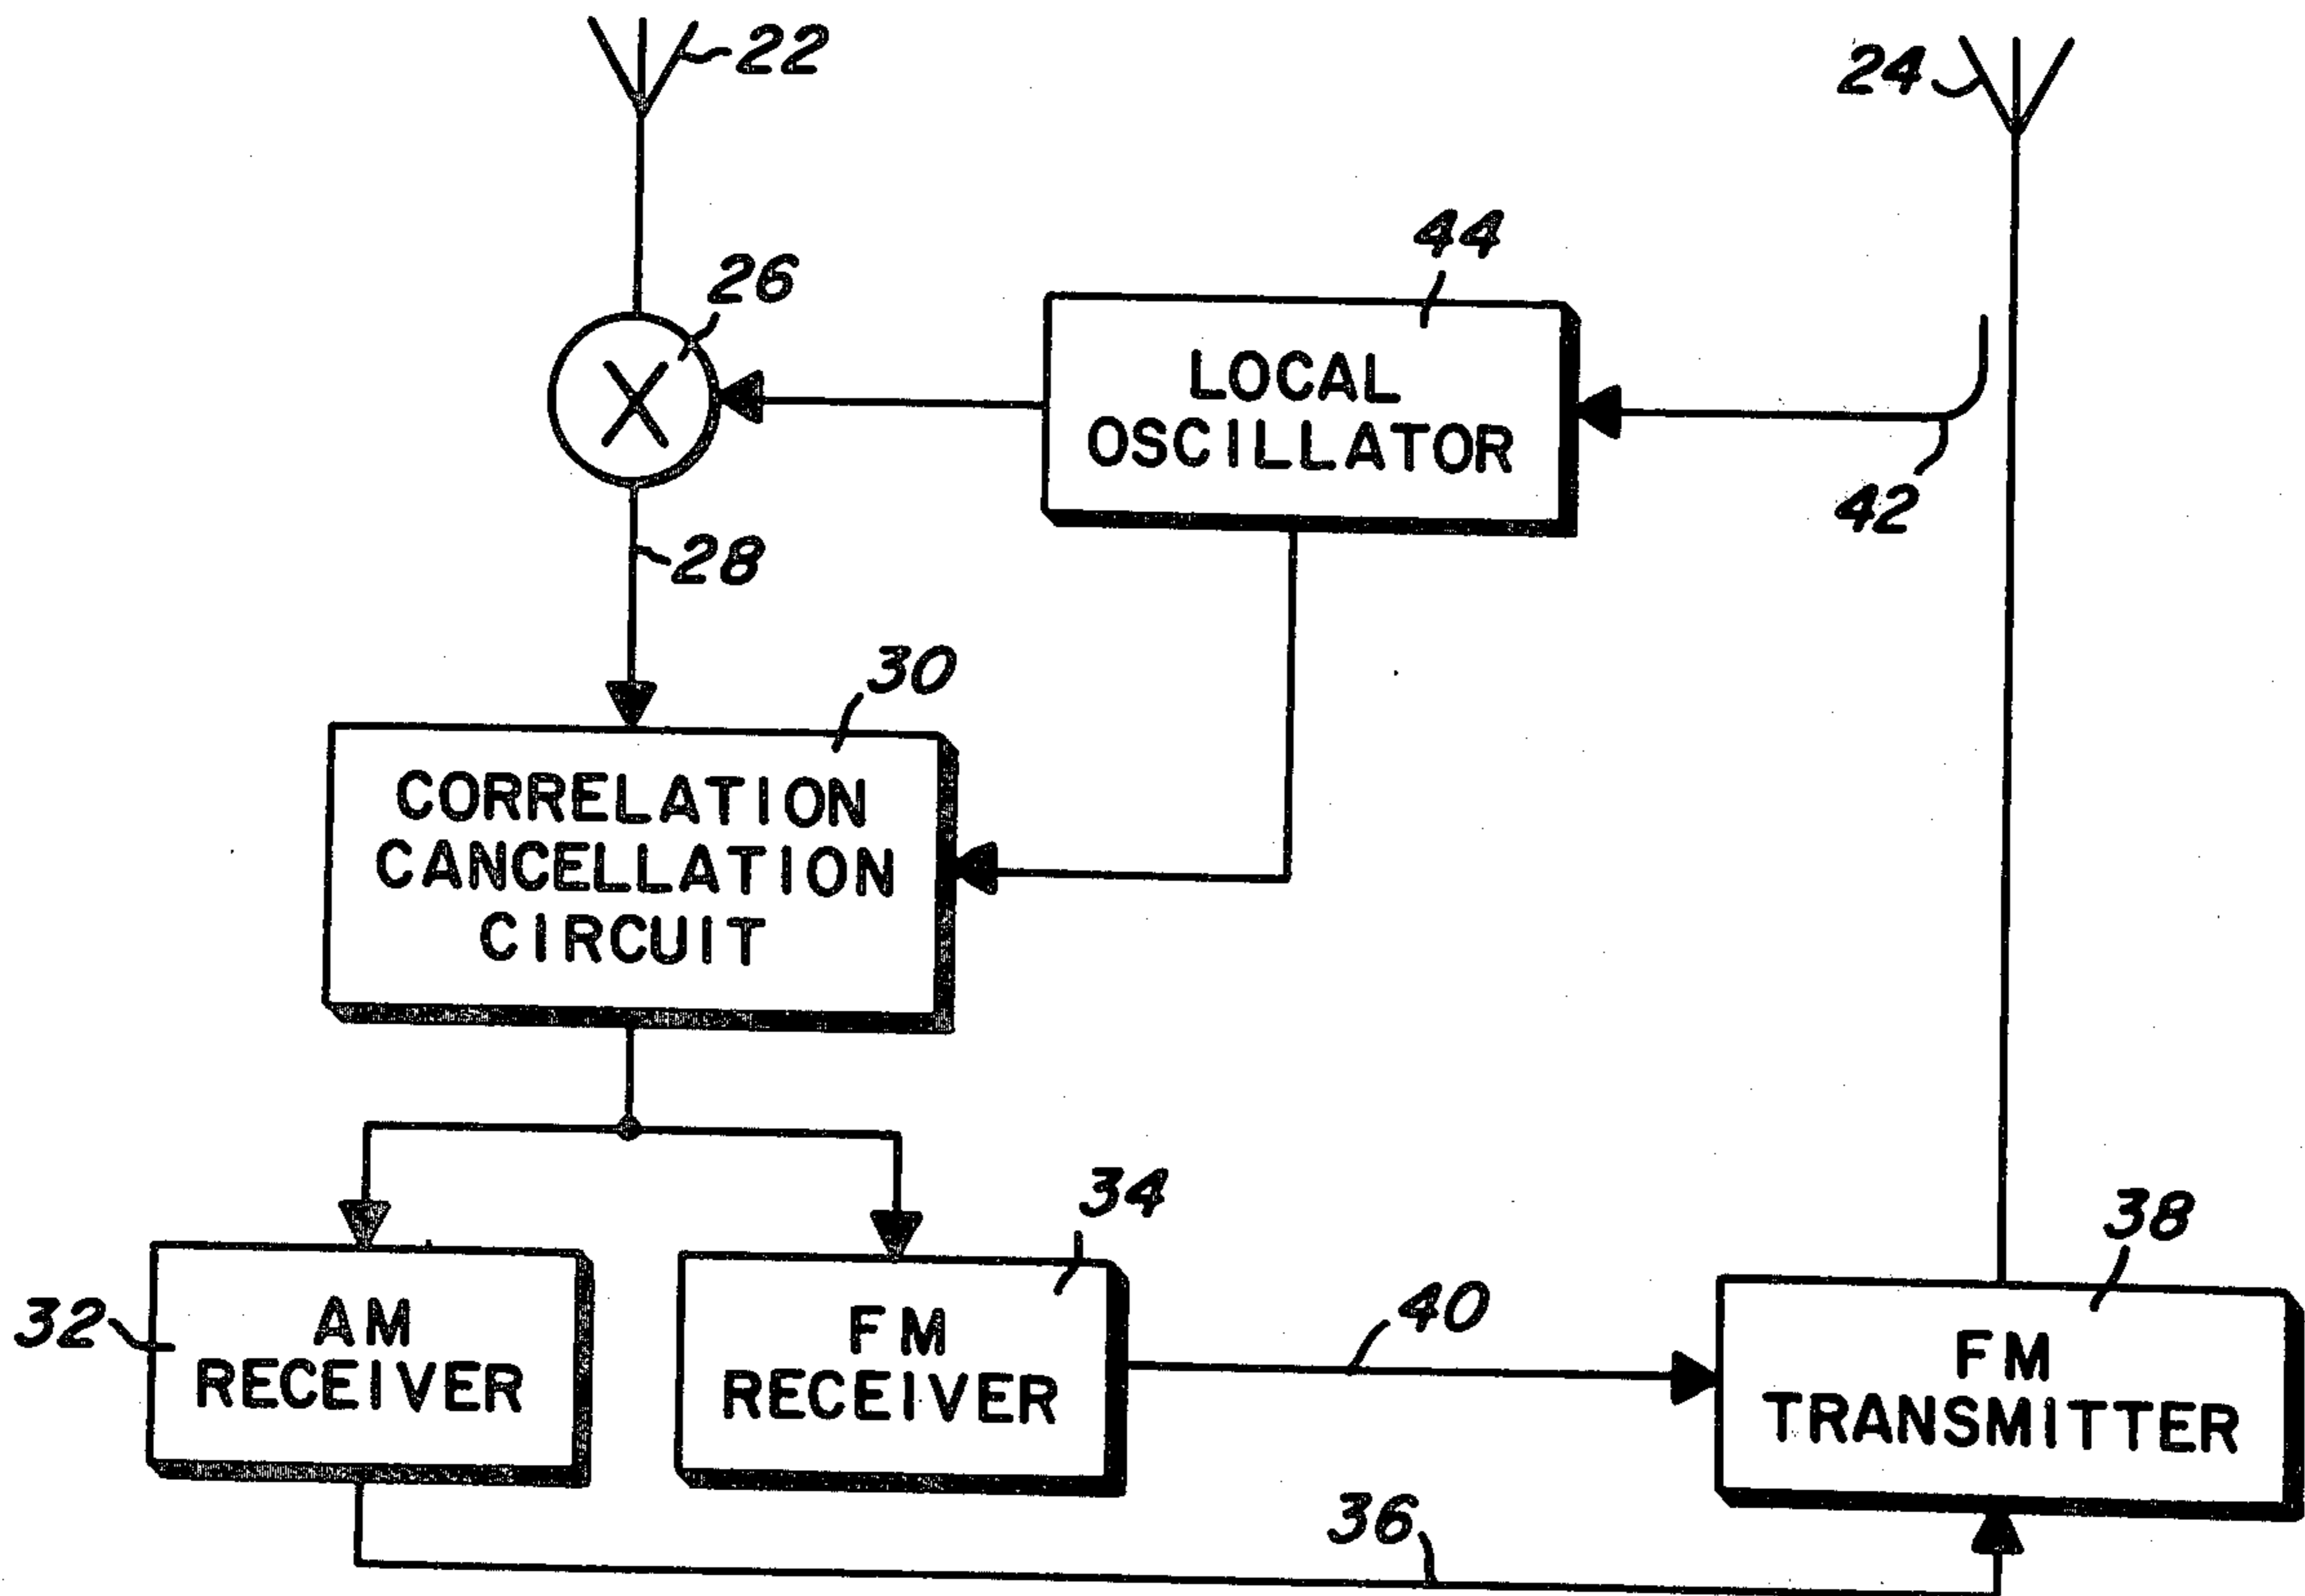 22
24
44
26
LOCAL
OSCILLATOR
42
28
30
CORRELATION
CANCELLATION
CIRCUIT
34
38
32
AM
RECEIVER
FM
RECEIVER
40
FM
TRANSMITTER
36